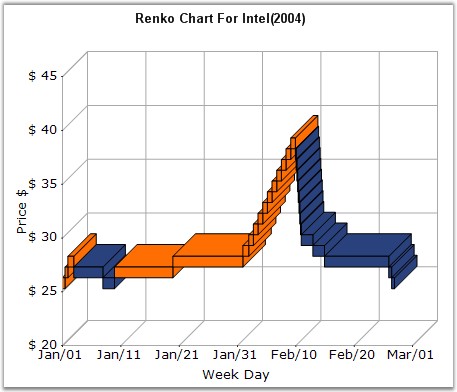 Renko Chart For Intel(2004)
$ 45
$ 40
$ 35
$ 30
$ 25
$ 20
Price $
Jan/01 Jan/11 Jan/21 Jan/31 Feb/10 Feb/20 Mar/01
Week Day